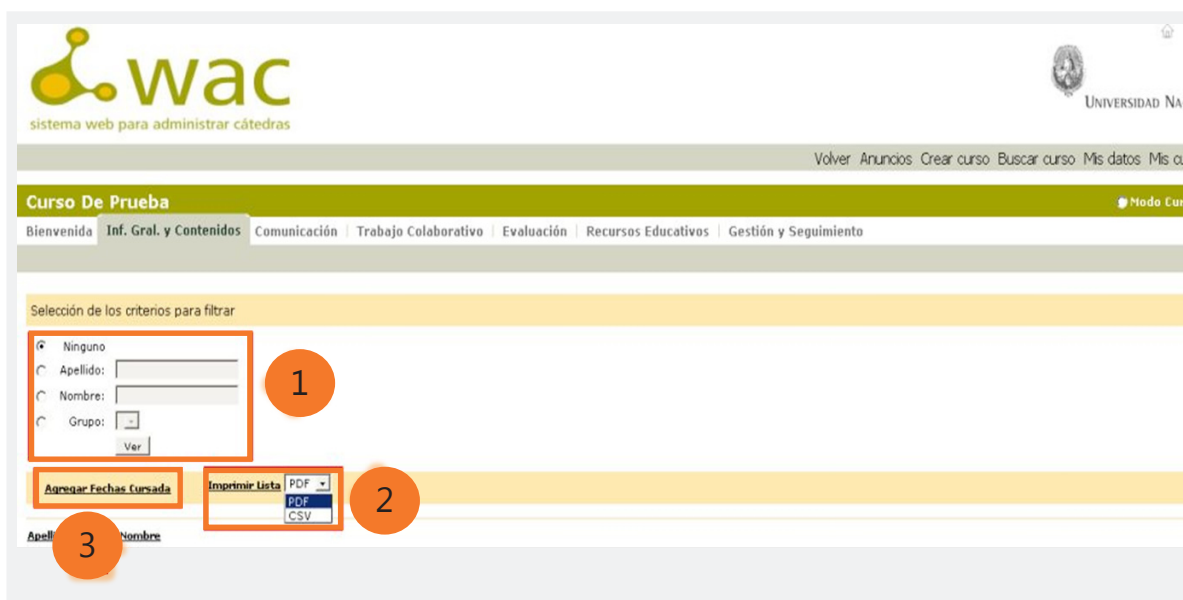 wac
sistema web para administrar cátedras
UNIVERSIDAD NA
Volver Anuncios Crear curso Buscar curso Mis datos Mis
Curso De Prueba
Modo Cur
Bienvenida Inf. Gral. y Contenidos Comunicación Trabajo Colaborativo Evaluación Recursos Educativos Gestión y Seguimiento
Selección de los criterios para filtrar
Ninguno
Apellido:
Nombre:
Grupo:
Ver
1
Agregar Fechas Cursada Imprimir Lista PDF
PDF
CSV
2
Apell Nombre
3